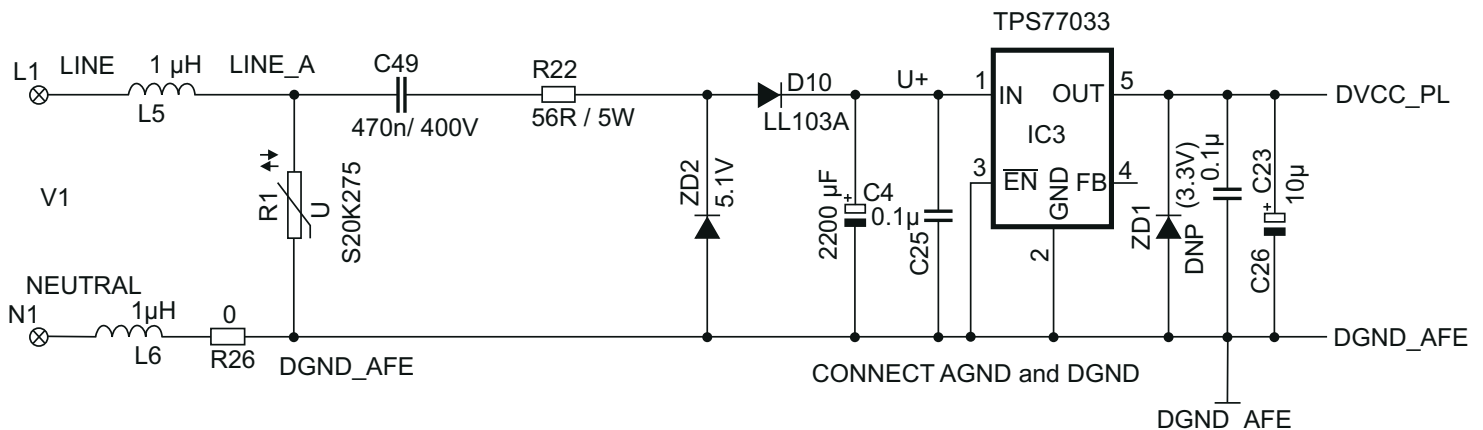 TPS77033
L1
LINE
1 µH
LINE_A
C49
R22
D10
U+
1
IN
OUT
5
DVCC_PL
L5
470n/ 400V
56R / 5W
LL103A
IC3
V1
R1
U
S20K275
ZD2
5.1V
2200 µF
+
C4
0.1µ
C25
3
EN
GND
FB
4
2
ZD1
(3.3V)
DNP
0.1µ
C23
+
10µ
C26
NEUTRAL
N1
1µH
L6
0
R26
DGND_AFE
CONNECT AGND and DGND
DGND_AFE
DGND_AFE